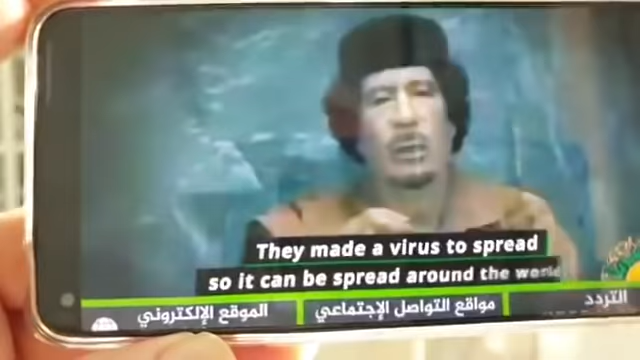 They made a virus to spread
so it can be spread around the world
التردد
مواقع التواصل الإجتماعي
الموقع الإلكتروني